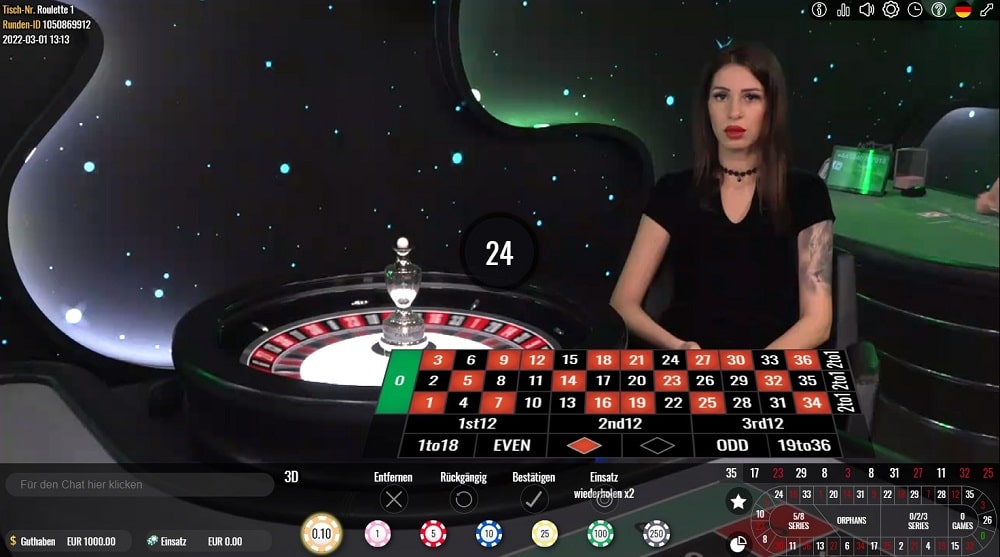 Tisch-Nr. Roulette 1
Runden-ID 1050869912
2022-03-01 13:13
24
0
3 6 9 12 15 18 21 24 27 30 33 36 2to1
2 5 8 11 14 17 20 23 26 29 32 35 2to1
1 4 7 10 13 16 19 22 25 28 31 34 2to1
1st12 2nd12 3rd12
1to18 EVEN ODD 19to36
Für den Chat hier klicken
3D
Entfernen Rückgängig Bestätigen Einsatz
wiederholen x2
35 17 23 29 8 3 8 31 27 11 32 25
5/8
SERIES
ORPHANS
0/2/3
SERIES
0
GAMES
$ Guthaben EUR 1000.00
Einsatz EUR 0.00
0.10 1 5 10 25 100 250